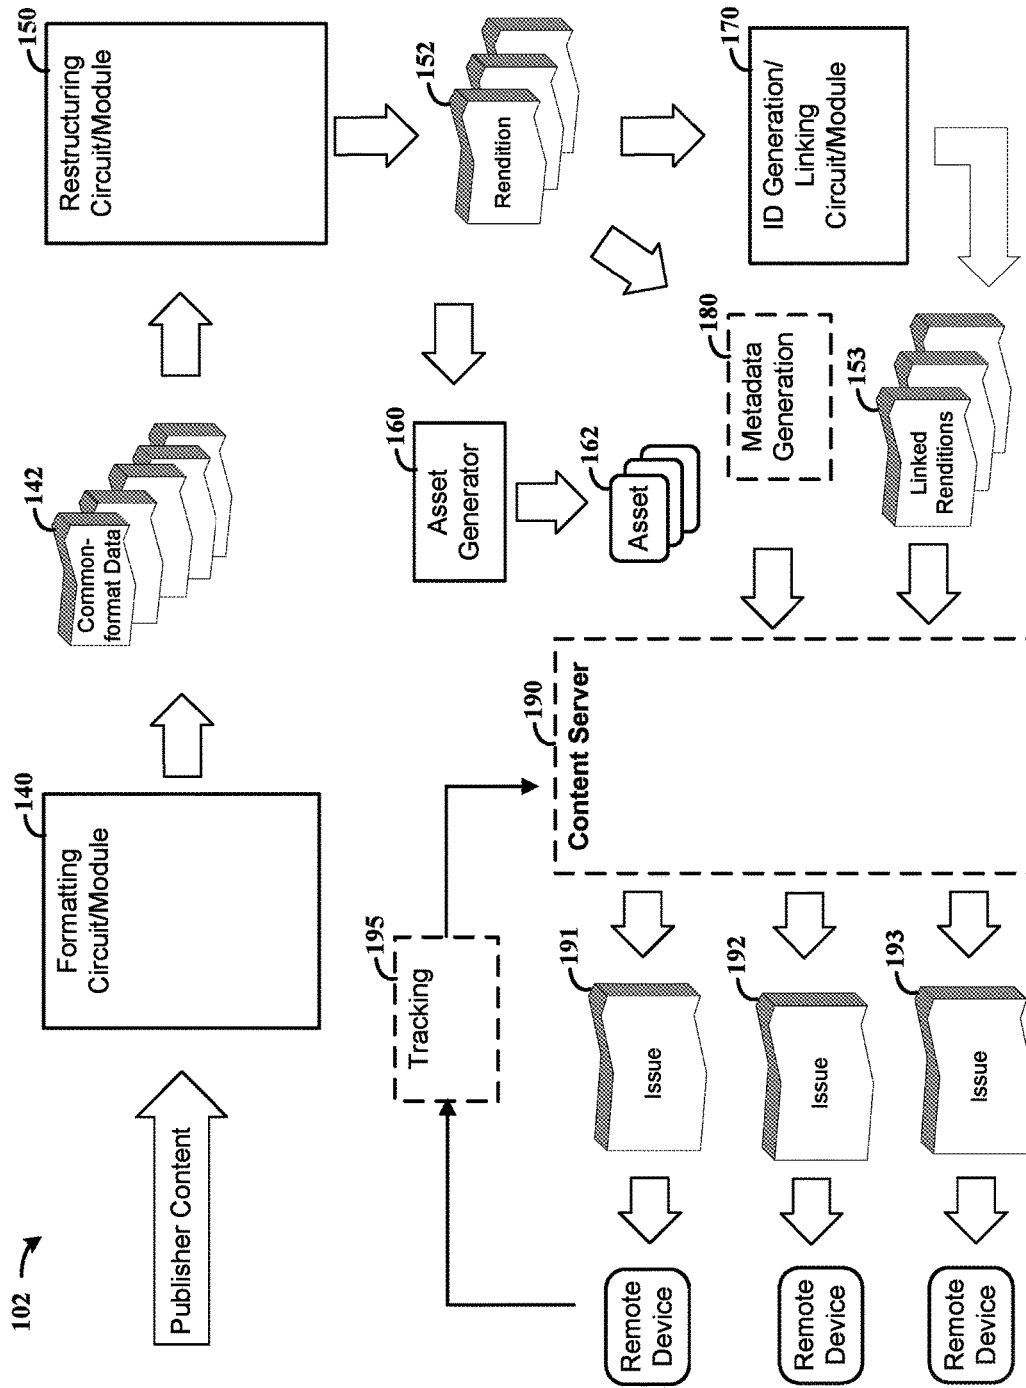 102
Publisher Content
140
Formatting
Circuit/Module
142
Common-
format Data
150
Restructuring
Circuit/Module
152
Rendition
160
Asset
Generator
162
Asset
170
ID Generation/
Linking
Circuit/Module
180
Metadata
Generation
153
Linked
Renditions
190
Content Server
195
Tracking
191
Issue
192
Issue
193
Issue
Remote
Device
Remote
Device
Remote
Device